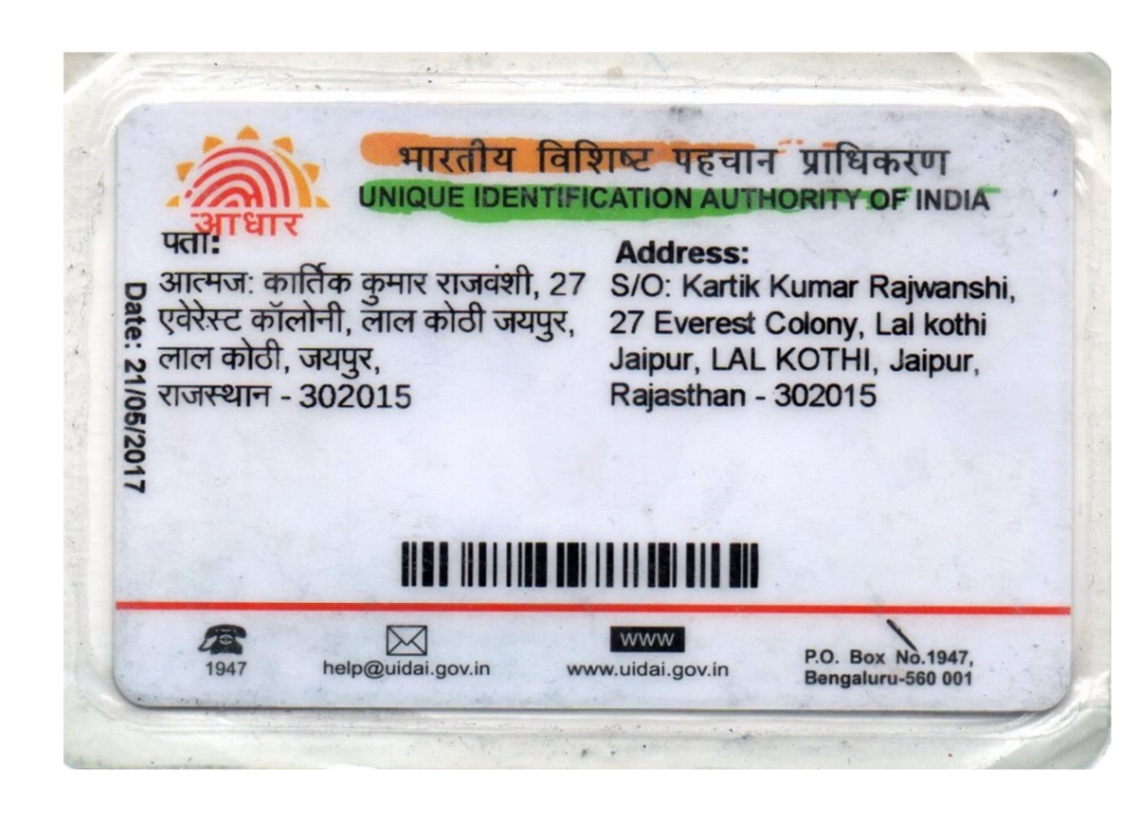 भारतीय विशिष्ट पहचान प्राधिकरण
UNIQUE IDENTIFICATION AUTHORITY OF INDIA
आधार
पता:
आत्मज: कार्तिक कुमार राजवंशी, 27
एवेरेस्ट कॉलोनी, लाल कोठी जयपुर,
लाल कोठी, जयपुर,
राजस्थान - 302015
Address:
S/O: Kartik Kumar Rajwanshi,
27 Everest Colony, Lal kothi
Jaipur, LAL KOTHI, Jaipur,
Rajasthan - 302015
Date: 21/05/2017
1947
help@uidai.gov.in
WWW
www.uidai.gov.in
P.O. Box No.1947,
Bengaluru-560 001